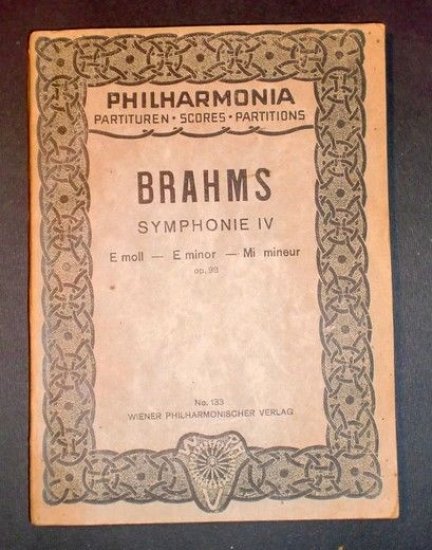 PHILHARMONIA
PARTITUREN · SCORES · PARTITIONS
BRAHMS
SYMPHONIE IV
E moll — E minor — Mi mineur
op. 98
No. 133
WIENER PHILHARMONISCHER VERLAG